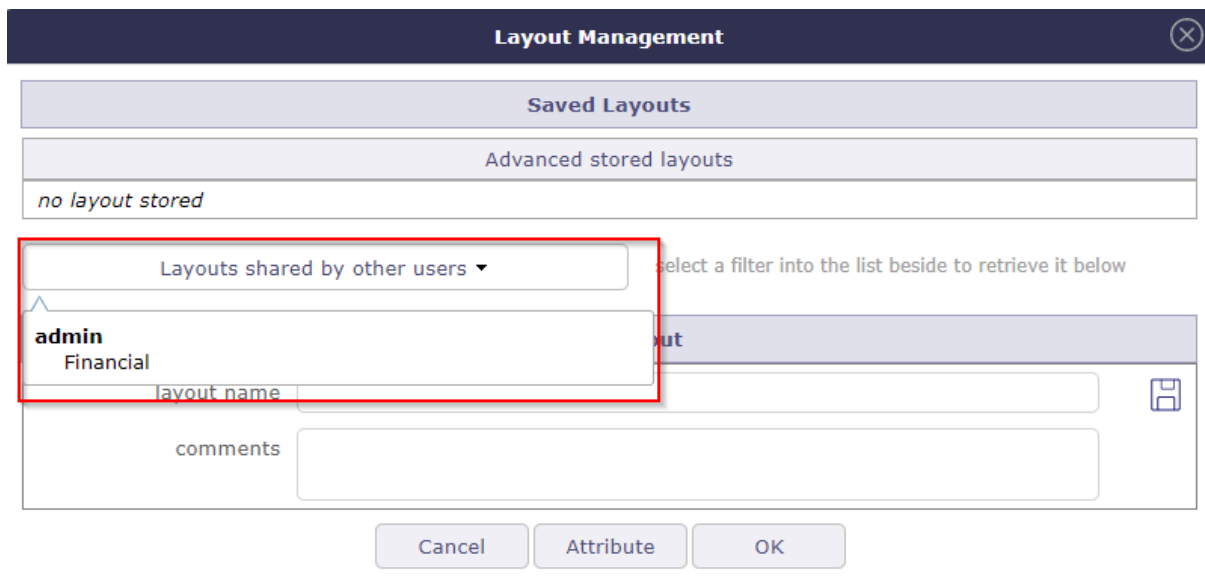 Layout Management
Saved Layouts
Advanced stored layouts
no layout stored
Layouts shared by other users
select a filter into the list beside to retrieve it below
admin
Financial
layout name
comments
Cancel Attribute OK